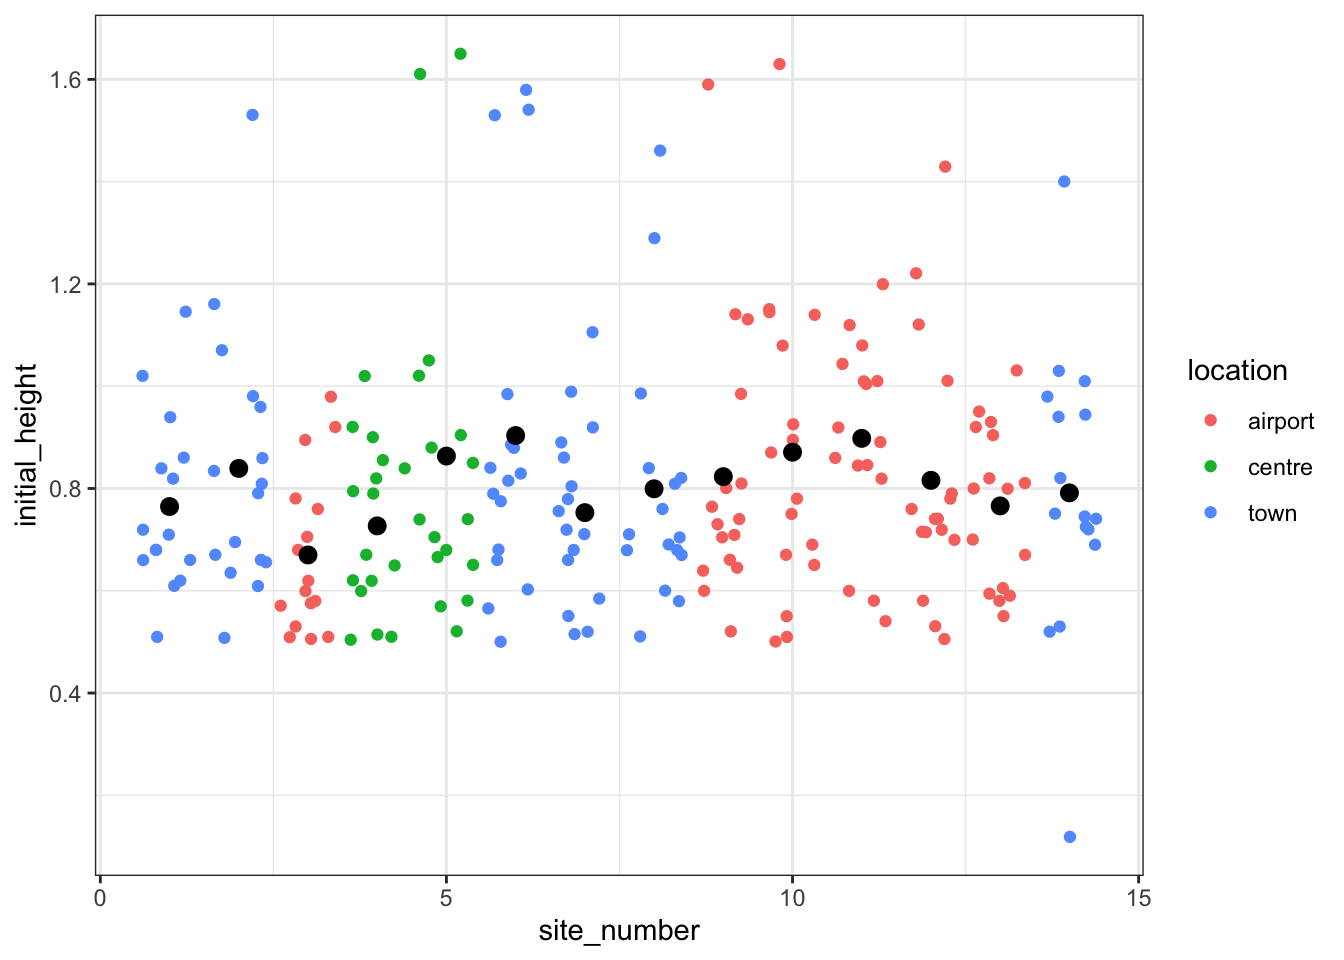 1.6
1.2
0.8
0.4
initial_height
0
5
10
15
site_number
location
airport
centre
town